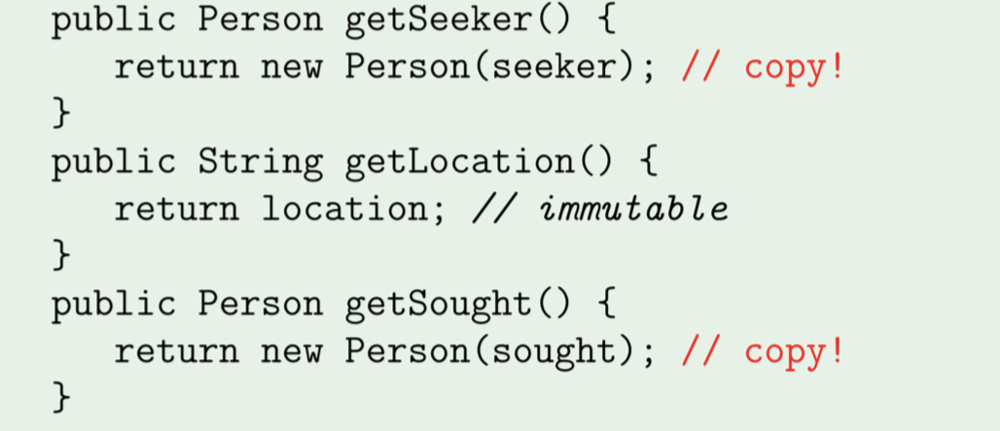 public Person getSeeker() {
   return new Person(seeker); // copy!
}
public String getLocation() {
   return location; // immutable
}
public Person getSought() {
   return new Person(sought); // copy!
}